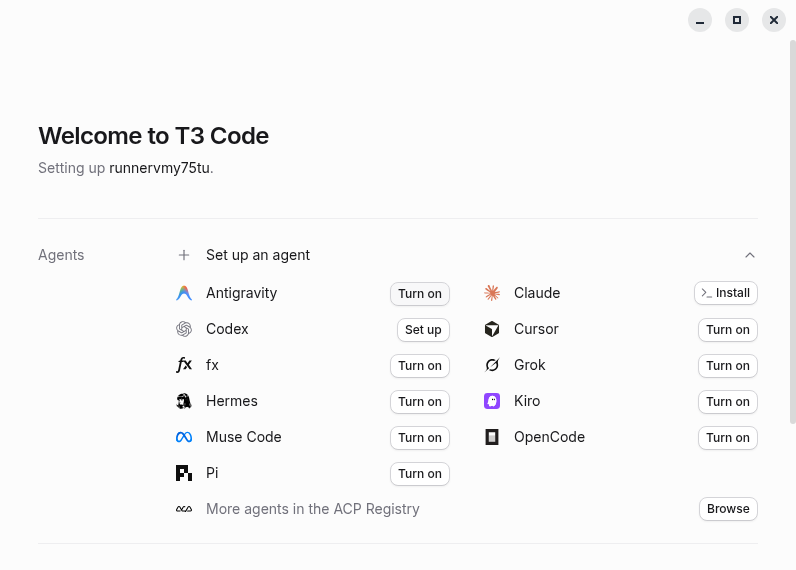 Welcome to T3 Code
Setting up runnervmy75tu.
Agents
Set up an agent
Antigravity
Turn on
Claude
Install
Codex
Set up
Cursor
Turn on
fx
Turn on
Grok
Turn on
Hermes
Turn on
Kiro
Turn on
Muse Code
Turn on
OpenCode
Turn on
Pi
Turn on
More agents in the ACP Registry
Browse